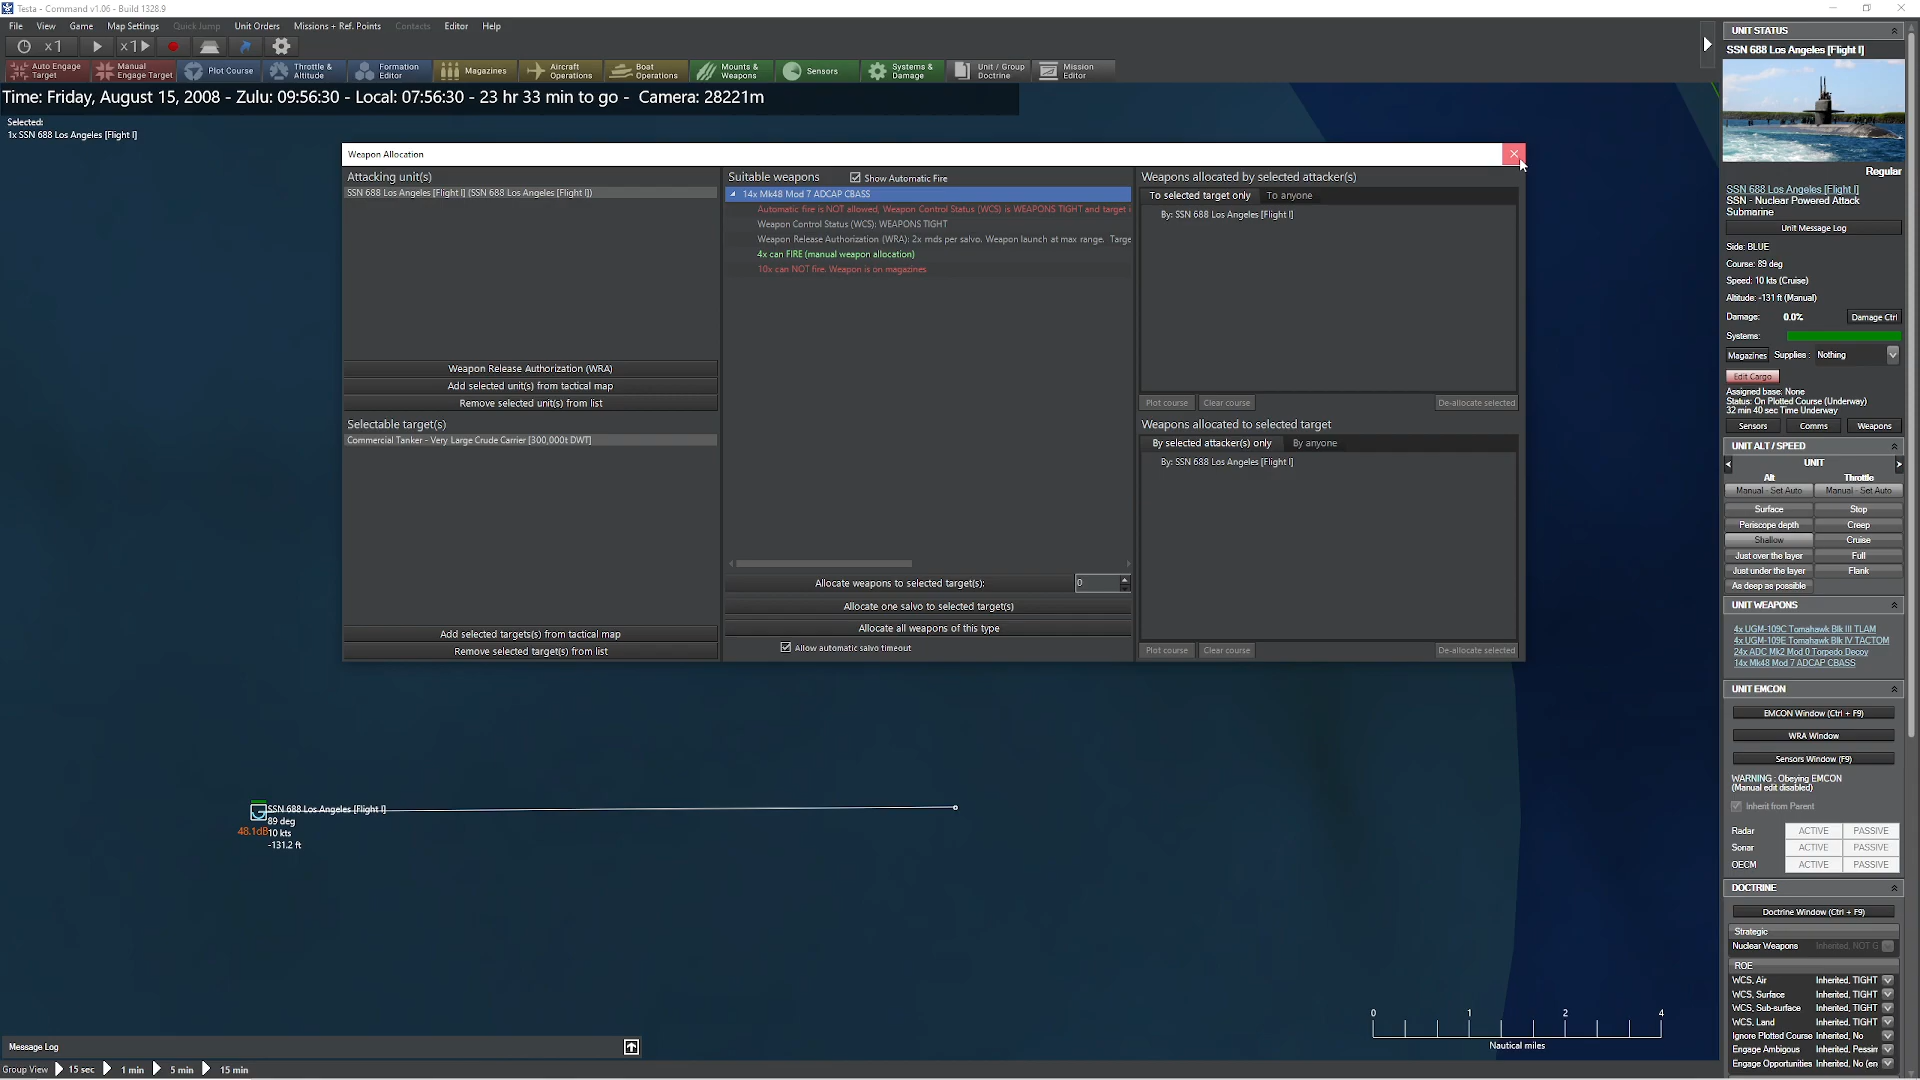 Testa - Command v1.06 - Build 1328.9
File View Game Map Settings Quick Jump Unit Orders Missions + Ref. Points Contacts Editor Help
x1 x1
Auto Engage Target
Manual Engage Target
Plot Course
Throttle & Altitude
Formation Editor
Magazines
Aircraft Operations
Boat Operations
Mounts & Weapons
Sensors
Systems & Damage
Unit / Group Doctrine
Mission Editor
Time: Friday, August 15, 2008 - Zulu: 09:56:30 - Local: 07:56:30 - 23 hr 33 min to go - Camera: 28221m
Selected:
1x SSN 688 Los Angeles [Flight I]
Weapon Allocation
Attacking unit(s)
SSN 688 Los Angeles [Flight I] (SSN 688 Los Angeles [Flight I])
Weapon Release Authorization (WRA)
Add selected unit(s) from tactical map
Remove selected unit(s) from list
Selectable target(s)
Commercial Tanker - Very Large Crude Carrier [300,000t DWT]
Add selected targets(s) from tactical map
Remove selected target(s) from list
Suitable weapons Show Automatic Fire
14x Mk48 Mod 7 ADCAP CBASS
Automatic fire is NOT allowed, Weapon Control Status (WCS) is WEAPONS TIGHT and target i
Weapon Control Status (WCS): WEAPONS TIGHT
Weapon Release Authorization (WRA): 2x rnds per salvo. Weapon launch at max range. Targe
4x can FIRE (manual weapon allocation)
10x can NOT fire. Weapon is on magazines
Allocate weapons to selected target(s): 0
Allocate one salvo to selected target(s)
Allocate all weapons of this type
Allow automatic salvo timeout
Weapons allocated by selected attacker(s)
To selected target only To anyone
By: SSN 688 Los Angeles [Flight I]
Plot course Clear course De-allocate selected
Weapons allocated to selected target
By selected attacker(s) only By anyone
By: SSN 688 Los Angeles [Flight I]
Plot course Clear course De-allocate selected
SSN 688 Los Angeles [Flight I]
89 deg
48.1dB 10 kts
-131.2 ft
0 1 2 4
Nautical miles
Message Log
Group View 15 sec 1 min 5 min 15 min
UNIT STATUS
SSN 688 Los Angeles [Flight I]
Regular
SSN 688 Los Angeles [Flight I]
SSN - Nuclear Powered Attack
Submarine
Unit Message Log
Side: BLUE
Course: 89 deg
Speed: 10 kts (Cruise)
Altitude: -131 ft (Manual)
Damage: 0.0% Damage Ctrl
Systems:
Magazines Supplies : Nothing
Edit Cargo
Assigned base: None
Status: On Plotted Course (Underway)
32 min 40 sec Time Underway
Sensors Comms Weapons
UNIT ALT / SPEED
UNIT
Alt Throttle
Manual - Set Auto Manual - Set Auto
Surface Stop
Periscope depth Creep
Shallow Cruise
Just over the layer Full
Just under the layer Flank
As deep as possible
UNIT WEAPONS
4x UGM-109C Tomahawk Blk III TLAM
4x UGM-109E Tomahawk Blk IV TACTOM
24x ADC Mk2 Mod 0 Torpedo Decoy
14x Mk48 Mod 7 ADCAP CBASS
UNIT EMCON
EMCON Window (Ctrl + F9)
WRA Window
Sensors Window (F9)
WARNING : Obeying EMCON
(Manual edit disabled)
Inherit from Parent
Radar ACTIVE PASSIVE
Sonar ACTIVE PASSIVE
OECM ACTIVE PASSIVE
DOCTRINE
Doctrine Window (Ctrl + F9)
Strategic
Nuclear Weapons Inherited, NOT G
ROE
WCS, Air Inherited, TIGHT
WCS, Surface Inherited, TIGHT
WCS, Sub-surface Inherited, TIGHT
WCS, Land Inherited, TIGHT
Ignore Plotted Course Inherited, No
Engage Ambiguous Inherited, Pessin
Engage Opportunities Inherited, No (en